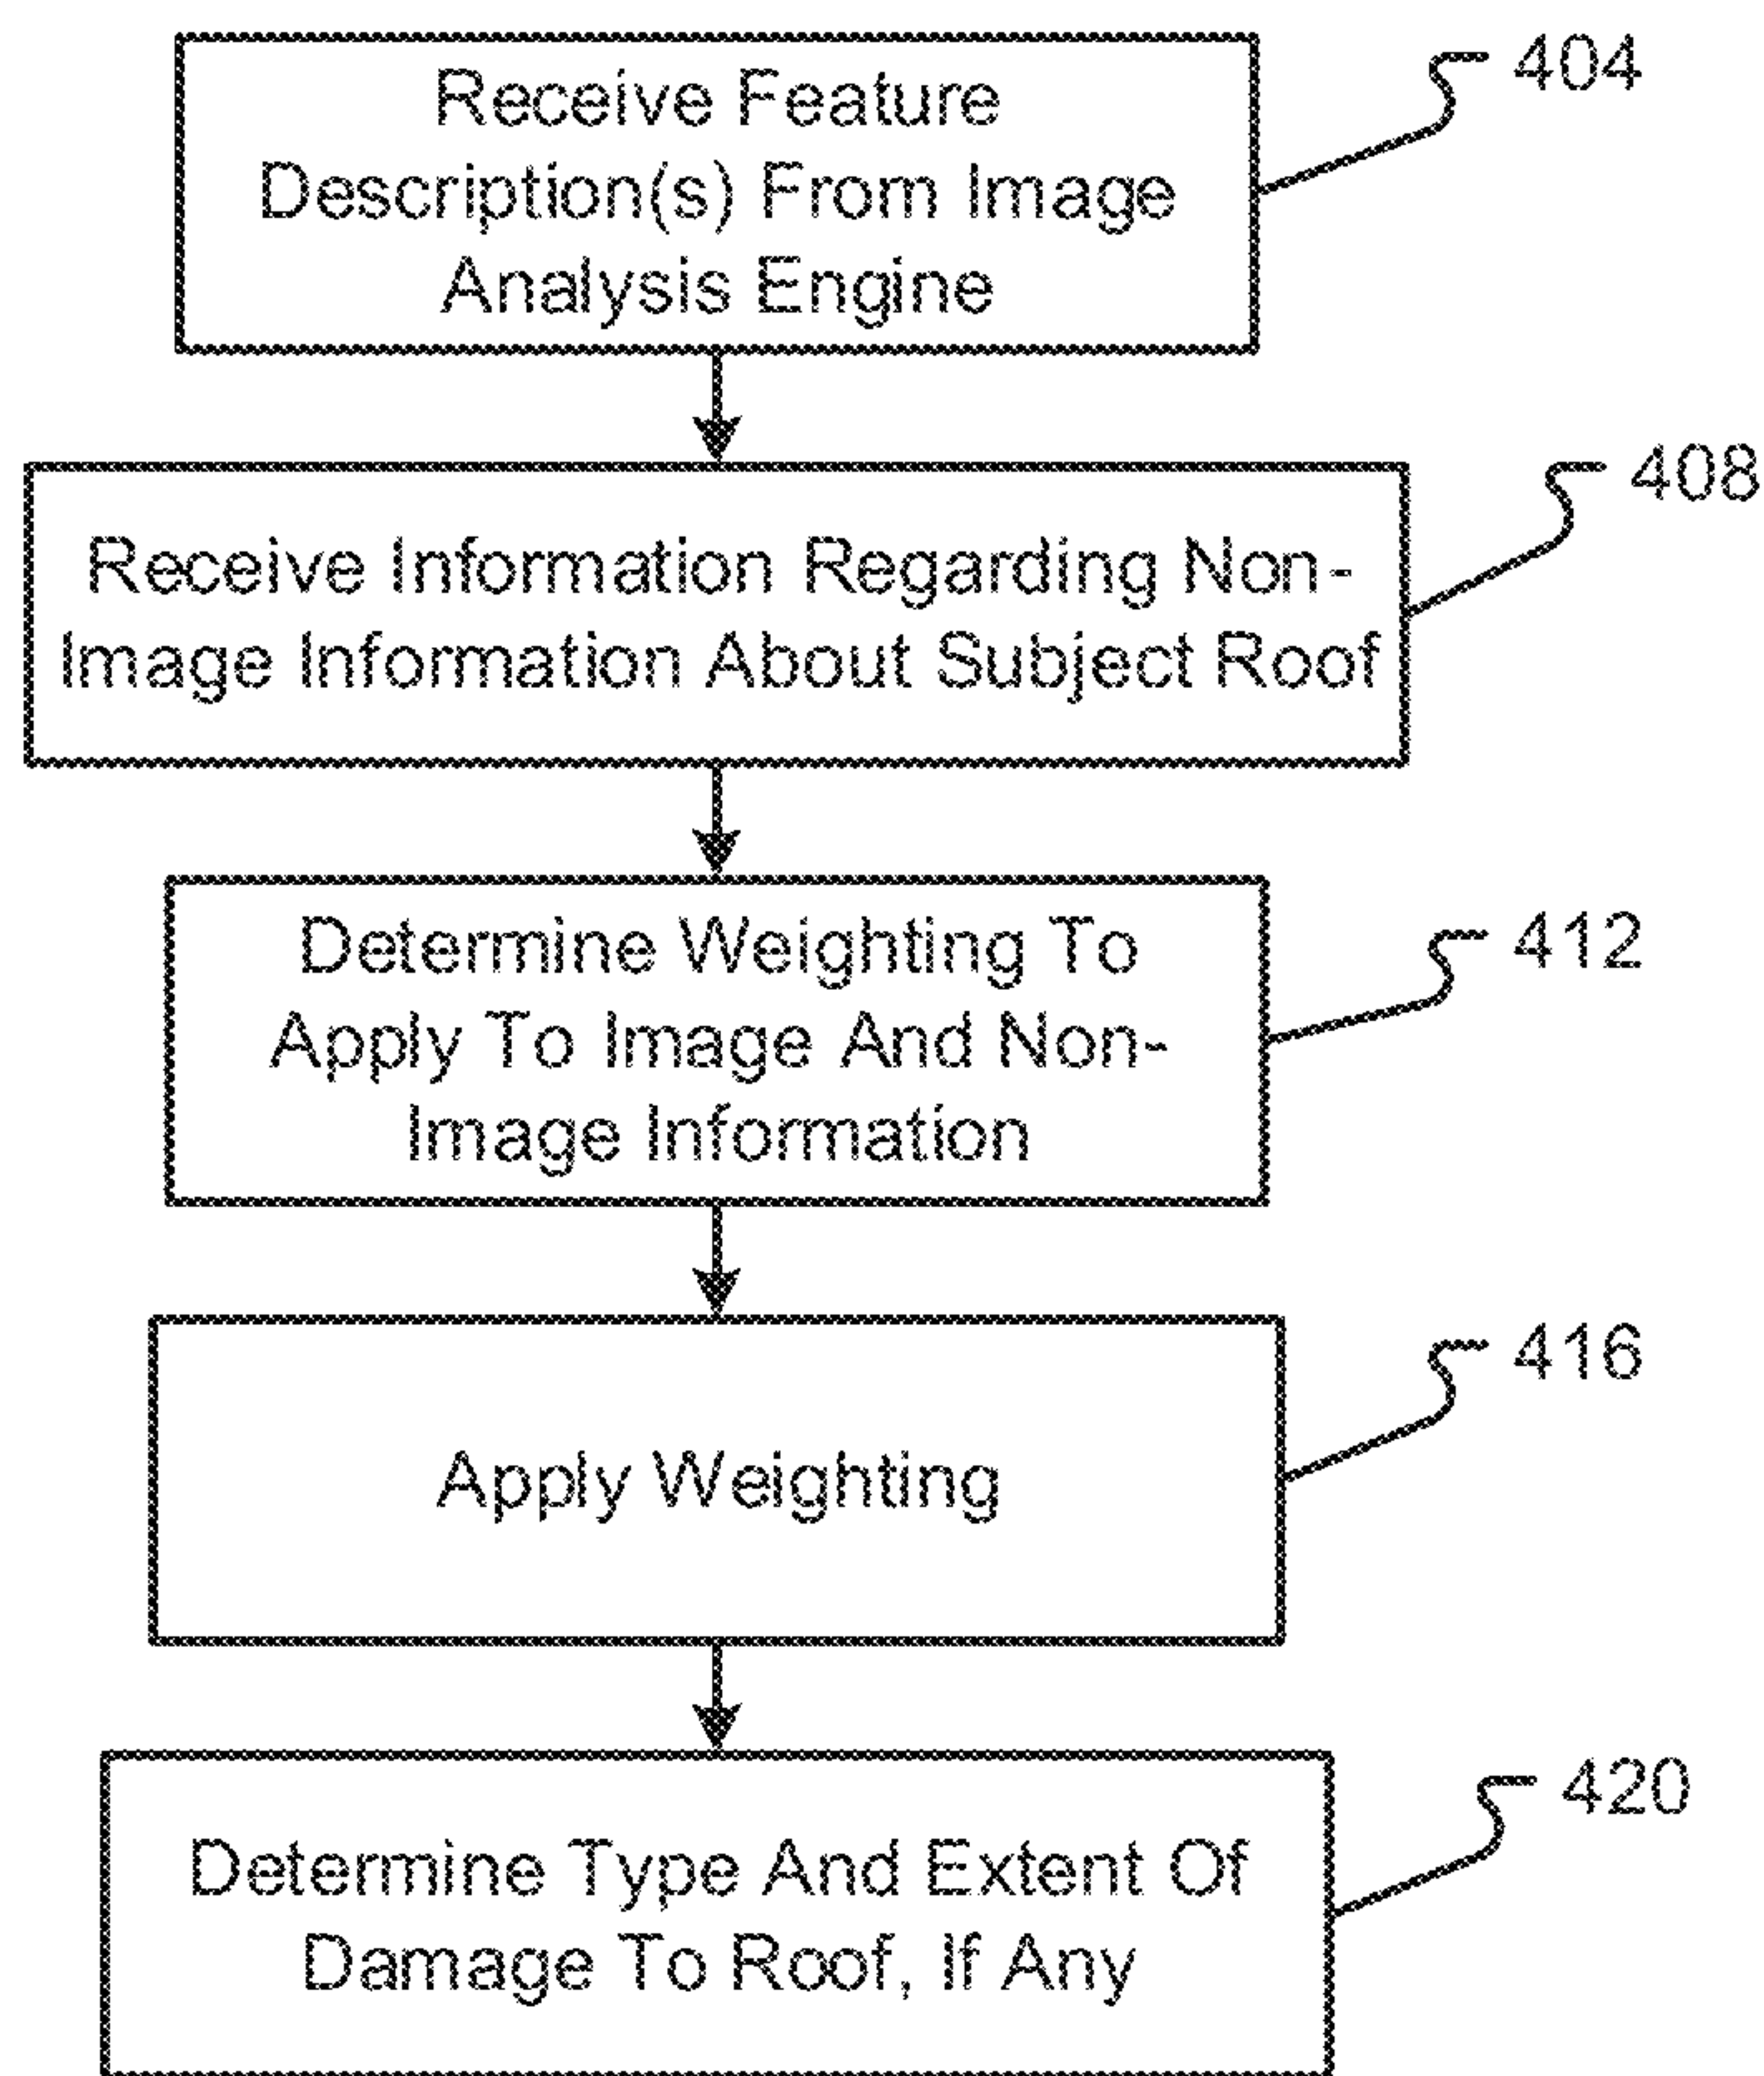 Receive Feature
Description(s) From Image
Analysis Engine
404
Receive Information Regarding Non-
Image Information About Subject Roof
408
Determine Weighting To
Apply To Image And Non-
Image Information
412
Apply Weighting
416
Determine Type And Extent Of
Damage To Roof, If Any
420